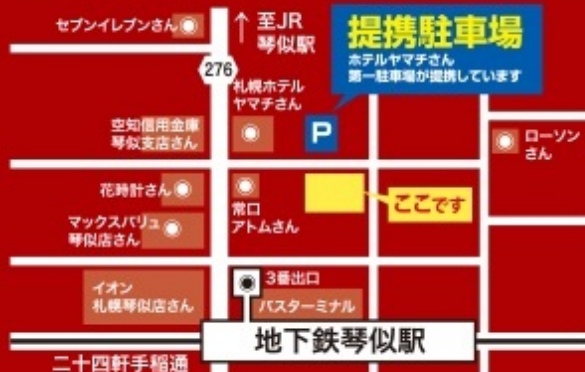 セブンイレブンさん
↑至JR
琴似駅
提携駐車場
ホテルヤマチさん
第一駐車場が提携しています
276
札幌ホテル
ヤマチさん
P
空知信用金庫
琴似支店さん
ローソン
さん
花時計さん
常口
アトムさん
ここです
マックスバリュ
琴似店さん
イオン
札幌琴似店さん
3番出口
バスターミナル
地下鉄琴似駅
二十四軒手稲通